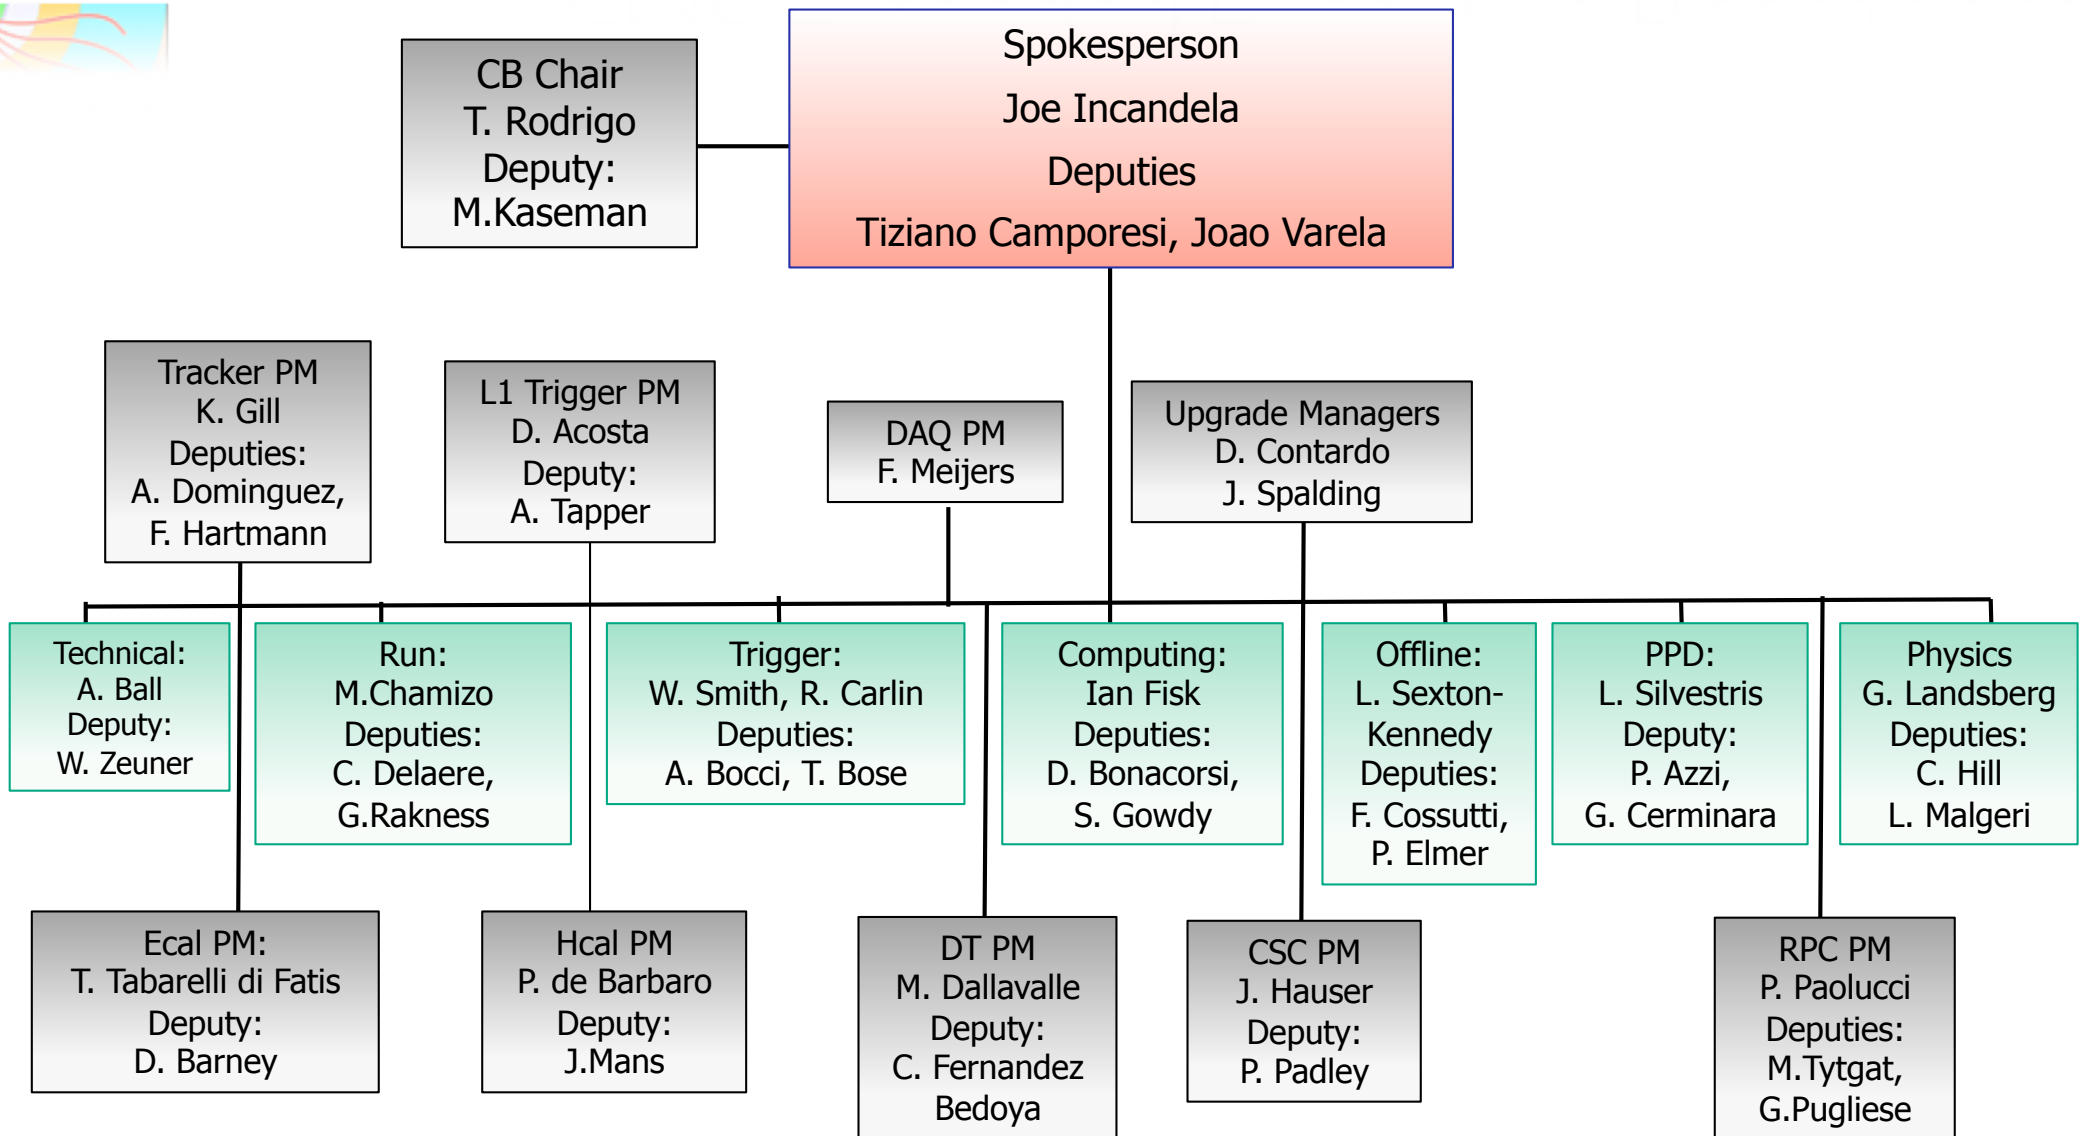 Spokesperson
Joe Incandela
Deputies
Tiziano Camporesi, Joao Varela
CB Chair
T. Rodrigo
Deputy:
M.Kaseman
Tracker PM
K. Gill
Deputies:
A. Dominguez,
F. Hartmann
L1 Trigger PM
D. Acosta
Deputy:
A. Tapper
DAQ PM
F. Meijers
Upgrade Managers
D. Contardo
J. Spalding
Technical:
A. Ball
Deputy:
W. Zeuner
Run:
M.Chamizo
Deputies:
C. Delaere,
G.Rakness
Trigger:
W. Smith, R. Carlin
Deputies:
A. Bocci, T. Bose
Computing:
Ian Fisk
Deputies:
D. Bonacorsi,
S. Gowdy
Offline:
L. Sexton-
Kennedy
Deputies:
F. Cossutti,
P. Elmer
PPD:
L. Silvestris
Deputy:
P. Azzi,
G. Cerminara
Physics
G. Landsberg
Deputies:
C. Hill
L. Malgeri
Ecal PM:
T. Tabarelli di Fatis
Deputy:
D. Barney
Hcal PM
P. de Barbaro
Deputy:
J.Mans
DT PM
M. Dallavalle
Deputy:
C. Fernandez
Bedoya
CSC PM
J. Hauser
Deputy:
P. Padley
RPC PM
P. Paolucci
Deputies:
M.Tytgat,
G.Pugliese